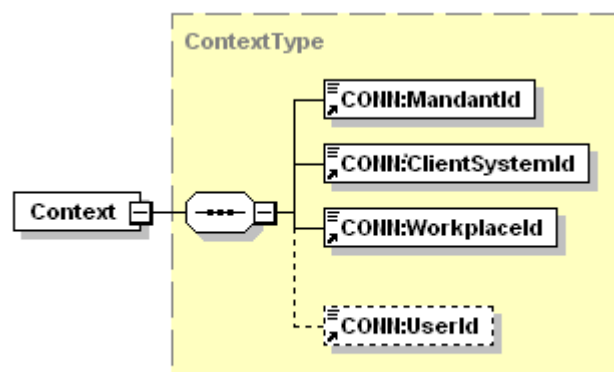 ContextType
CONN:MandantId
CONN:ClientSystemId
Context
CONN:WorkplaceId
CONN:UserId